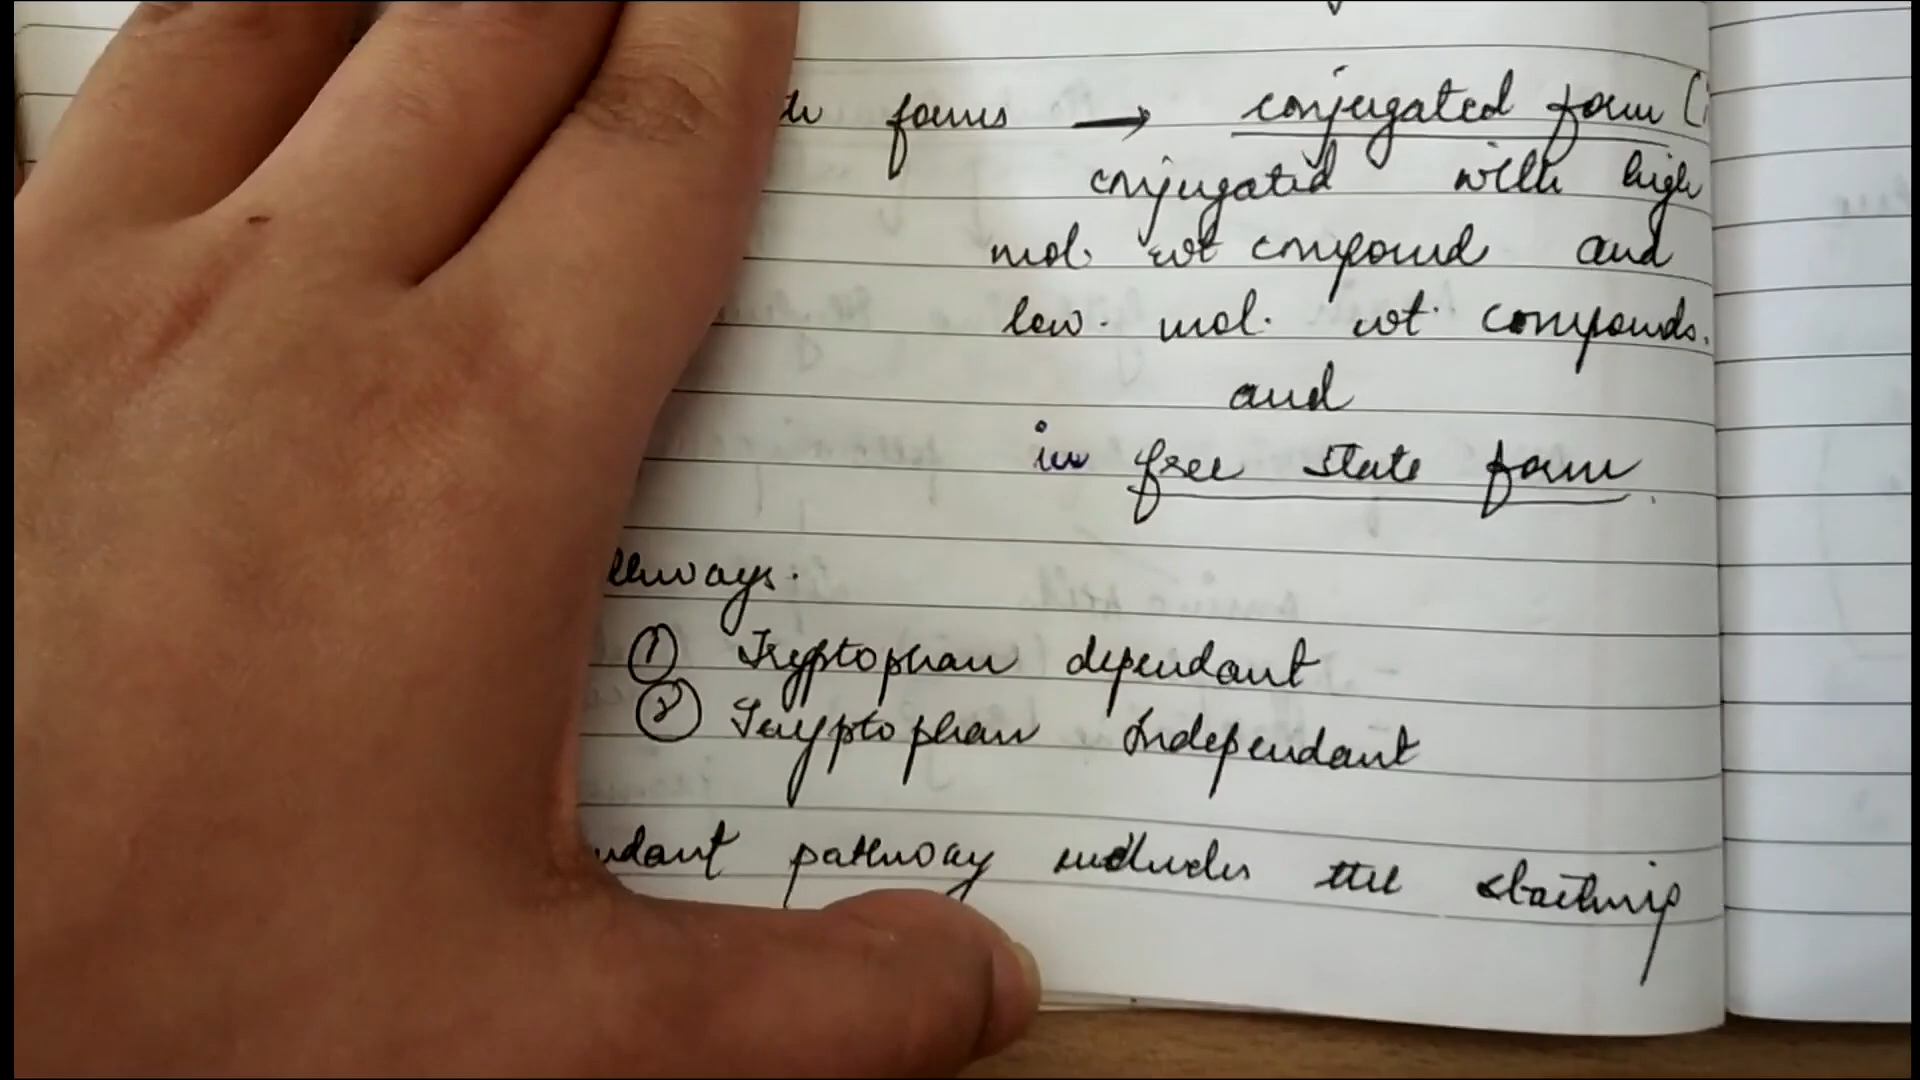 forms → conjugated form (
conjugated with high
mol. wt compound and
low. mol. wt. compounds.
and
in free state form.
① Tryptophan dependant
② Tryptophan Independant
pathway includes the starting